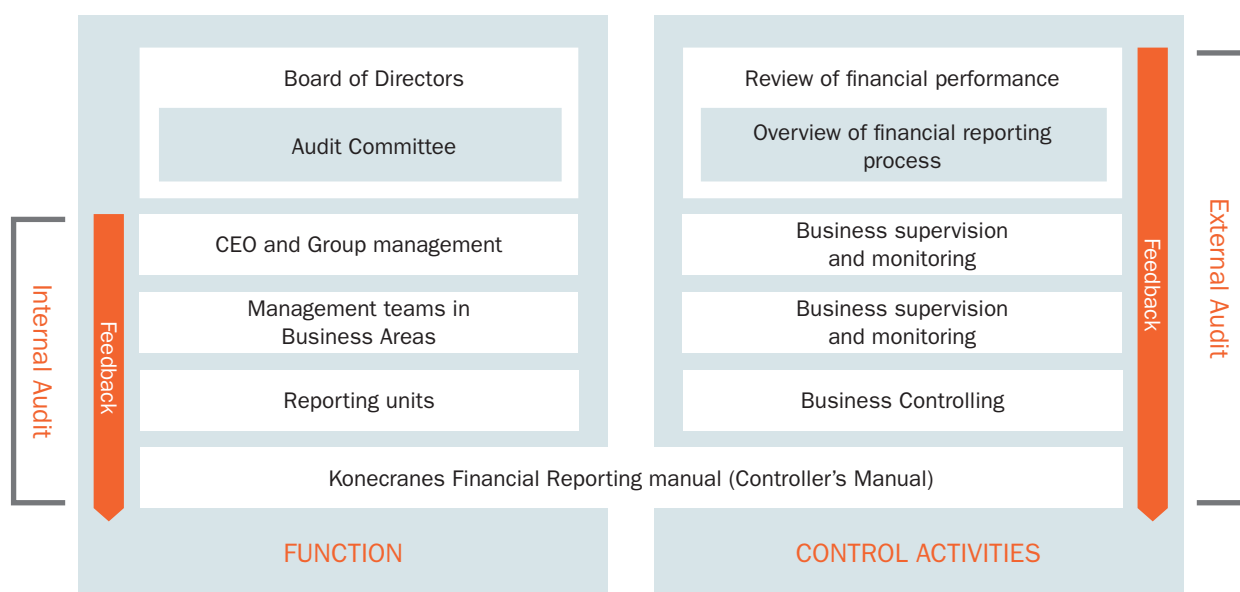 Board of Directors
Audit Committee
CEO and Group management
Management teams in
Business Areas
Reporting units
Internal Audit
Feedback
Review of financial performance
Overview of financial reporting
process
Business supervision
and monitoring
Business supervision
and monitoring
Business Controlling
Feedback
External Audit
Konecranes Financial Reporting manual (Controller’s Manual)
FUNCTION
CONTROL ACTIVITIES